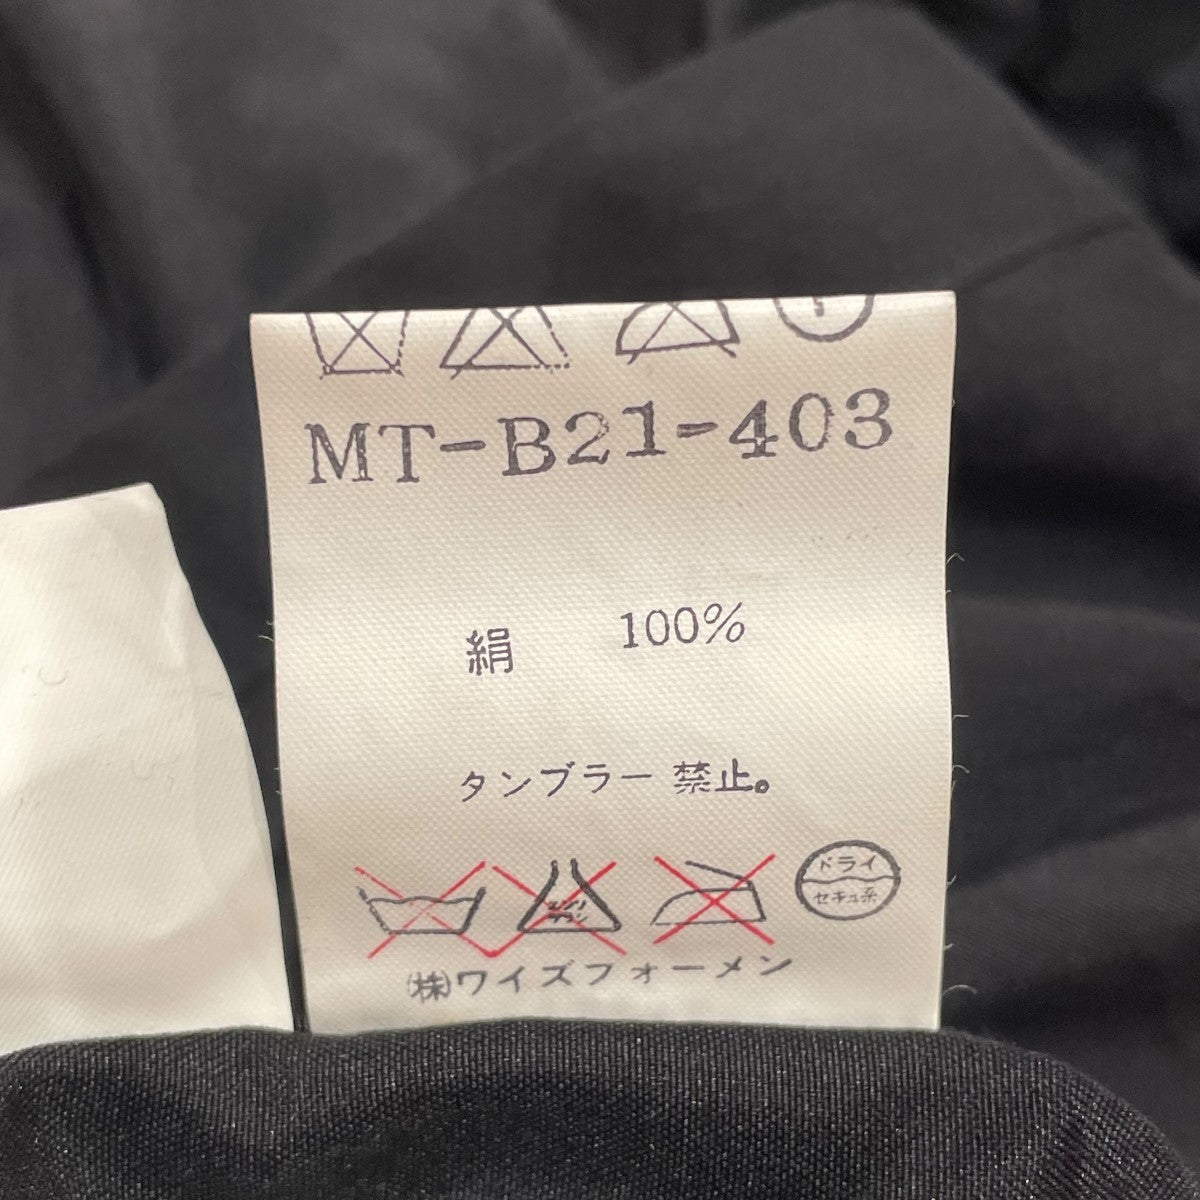 MT-B21-403
絹 100%
タンブラー 禁止。
ドライ
セキユ系
㈱ワイズフォーメン